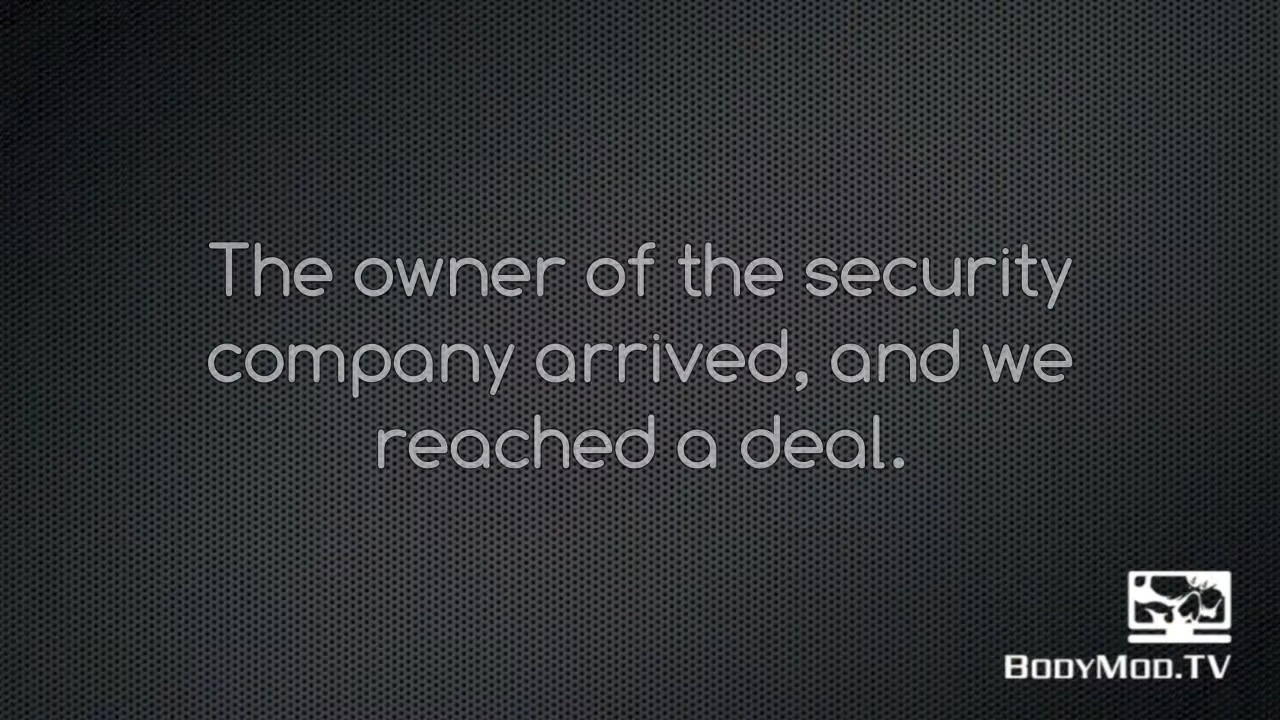 The owner of the security
company arrived, and we
reached a deal.
BODYMOD.TV